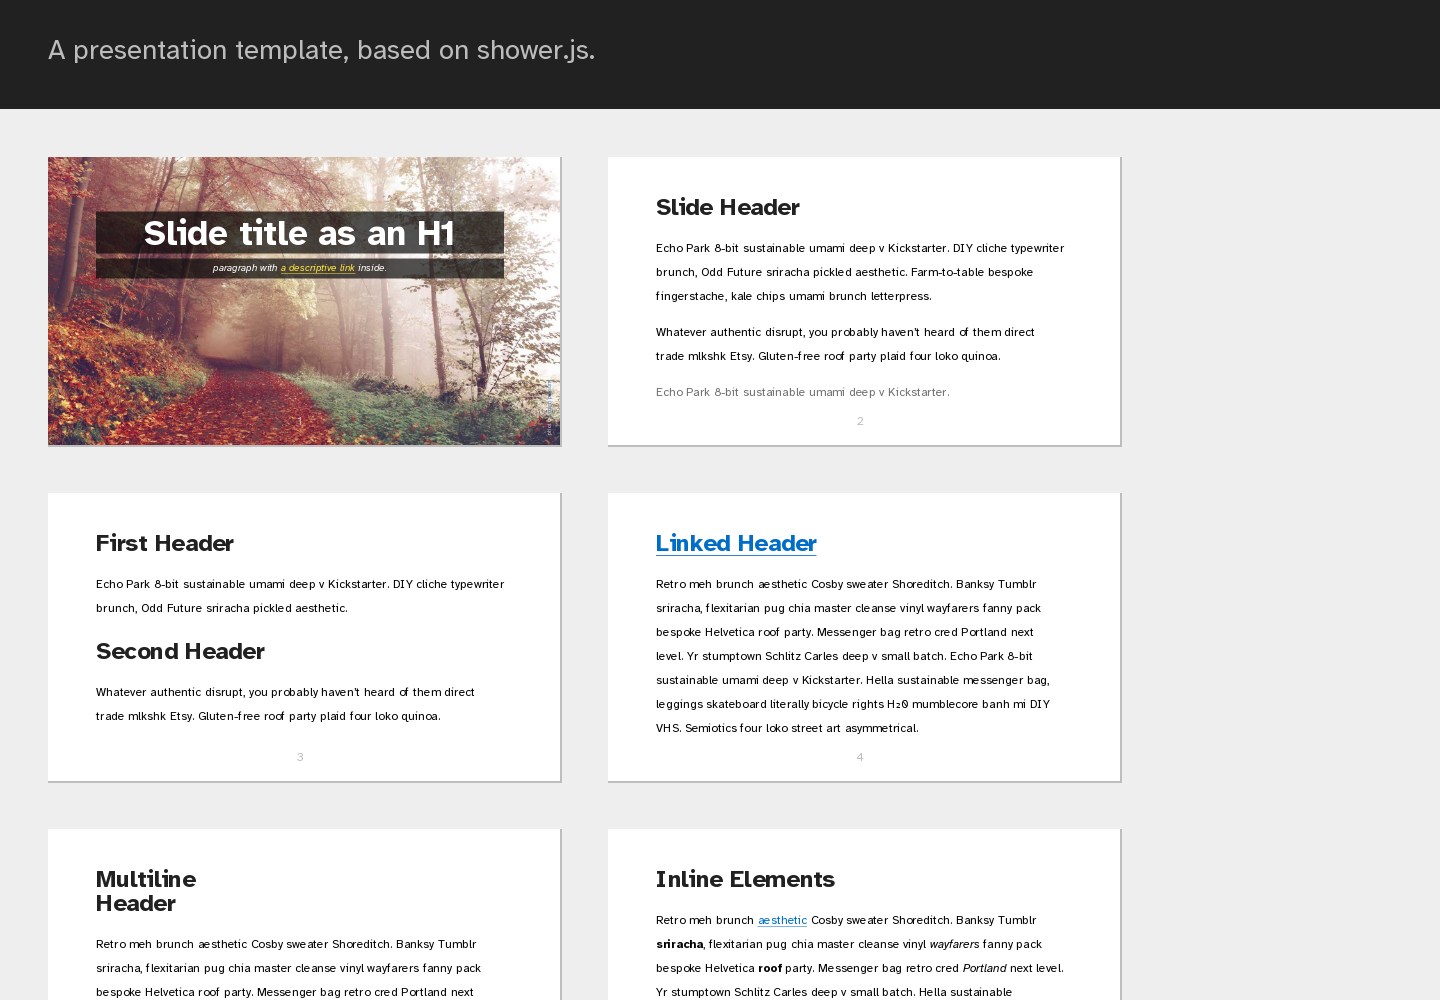 A presentation template, based on shower.js.
Slide title as an H1
paragraph with a descriptive link inside.
1
Slide Header
Echo Park 8-bit sustainable umami deep v Kickstarter. DIY cliche typewriter
brunch, Odd Future sriracha pickled aesthetic. Farm-to-table bespoke
fingerstache, kale chips umami brunch letterpress.
Whatever authentic disrupt, you probably haven't heard of them direct
trade mlkshk Etsy. Gluten-free roof party plaid four loko quinoa.
Echo Park 8-bit sustainable umami deep v Kickstarter.
2
First Header
Echo Park 8-bit sustainable umami deep v Kickstarter. DIY cliche typewriter
brunch, Odd Future sriracha pickled aesthetic.
Second Header
Whatever authentic disrupt, you probably haven't heard of them direct
trade mlkshk Etsy. Gluten-free roof party plaid four loko quinoa.
3
Linked Header
Retro meh brunch aesthetic Cosby sweater Shoreditch. Banksy Tumblr
sriracha, flexitarian pug chia master cleanse vinyl wayfarers fanny pack
bespoke Helvetica roof party. Messenger bag retro cred Portland next
level. Yr stumptown Schlitz Carles deep v small batch. Echo Park 8-bit
sustainable umami deep v Kickstarter. Hella sustainable messenger bag,
leggings skateboard literally bicycle rights H₂0 mumblecore banh mi DIY
VHS. Semiotics four loko street art asymmetrical.
4
Multiline
Header
Retro meh brunch aesthetic Cosby sweater Shoreditch. Banksy Tumblr
sriracha, flexitarian pug chia master cleanse vinyl wayfarers fanny pack
bespoke Helvetica roof party. Messenger bag retro cred Portland next
Inline Elements
Retro meh brunch aesthetic Cosby sweater Shoreditch. Banksy Tumblr
sriracha, flexitarian pug chia master cleanse vinyl wayfarers fanny pack
bespoke Helvetica roof party. Messenger bag retro cred Portland next level.
Yr stumptown Schlitz Carles deep v small batch. Hella sustainable